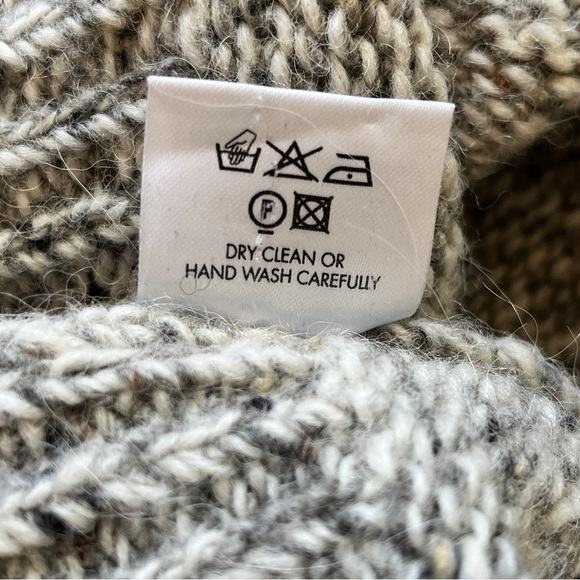 F
DRY CLEAN OR
HAND WASH CAREFULLY